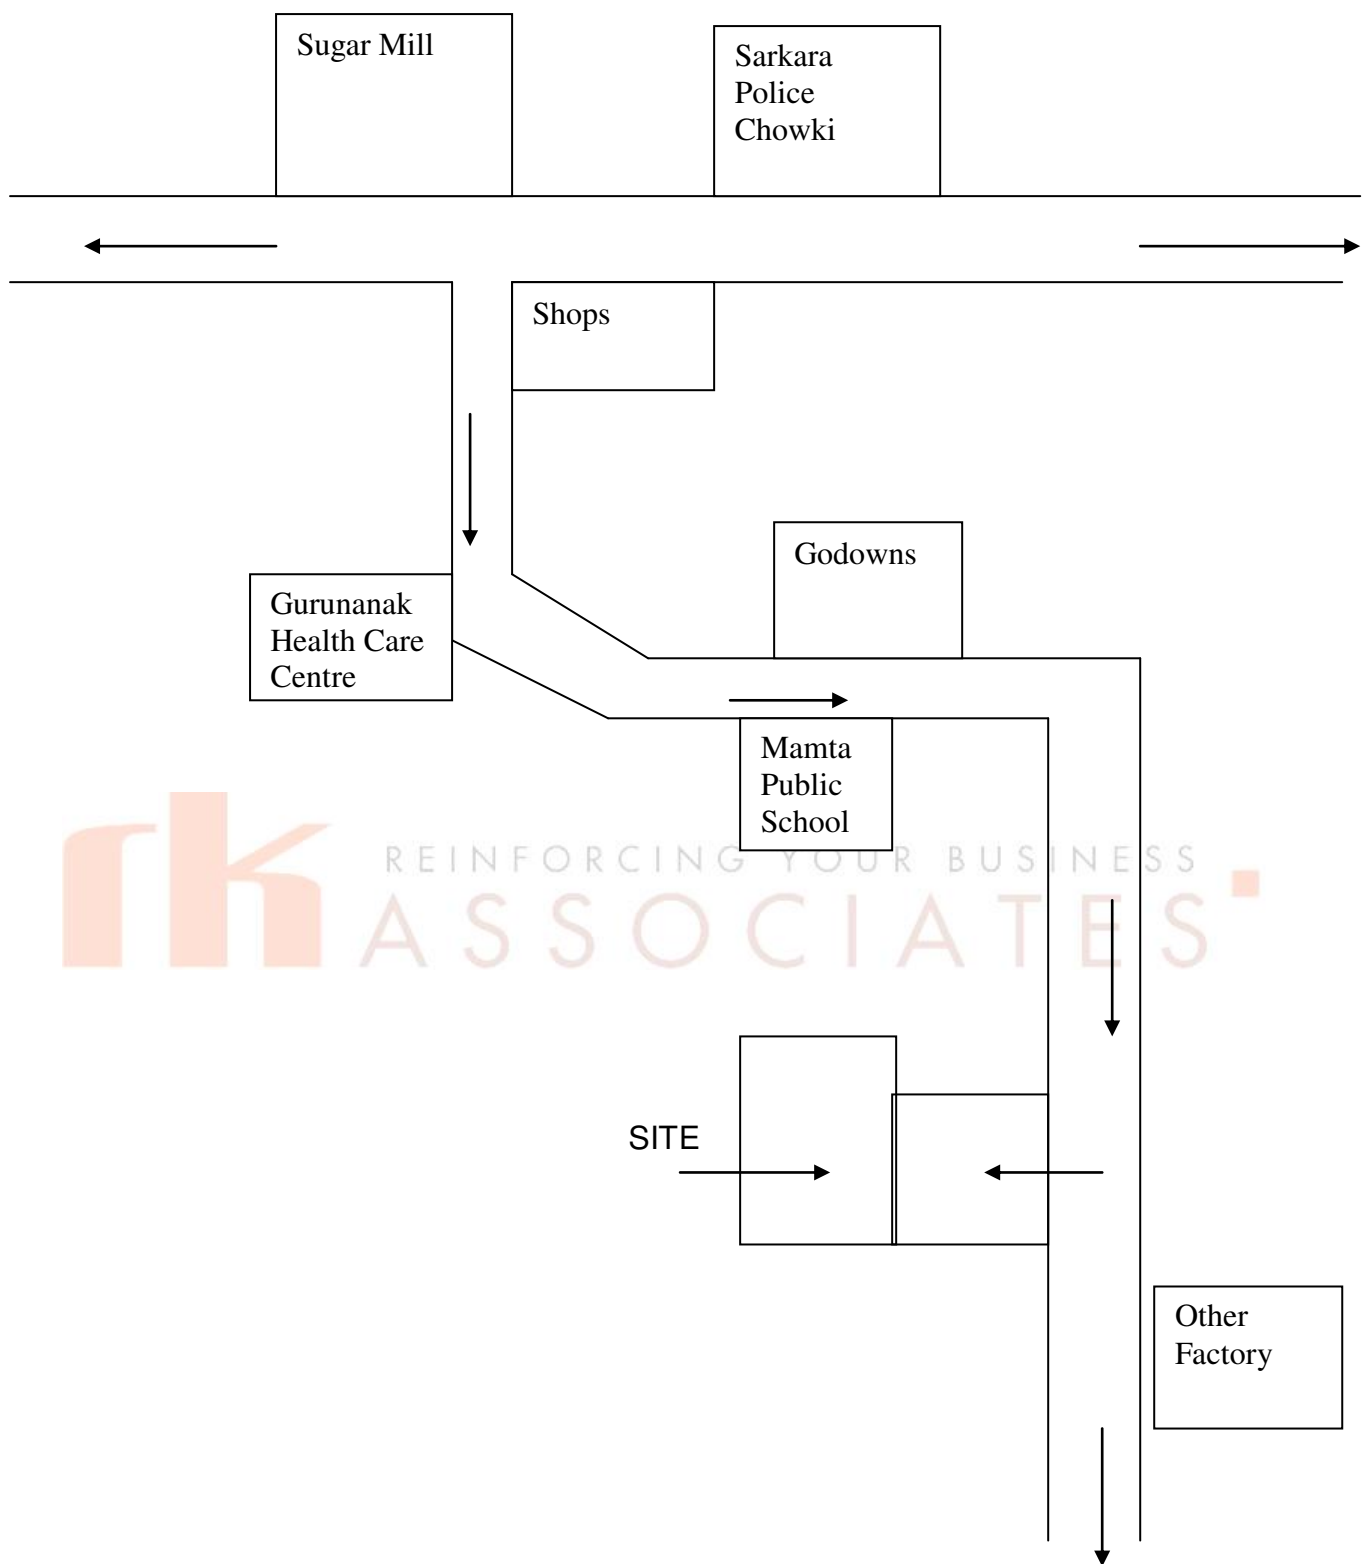 Sugar Mill
Sarkara
Police
Chowki
Shops
Godowns
Gurunanak
Health Care
Centre
Mamta
Public
School
rk
REINFORCING YOUR BUSINESS
ASSOCIATES
SITE
Other
Factory